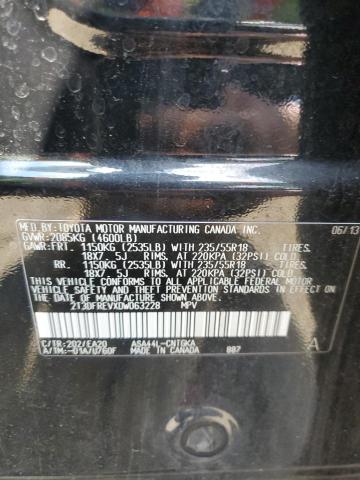 MFD.BY:TOYOTA MOTOR MANUFACTURING CANADA INC. 06/13
GVWR:2085KG (4600LB)
GAWR:FRT. 1150KG (2535LB) WITH 235/55R18 TIRES.
18X7. 5J RIMS. AT 220KPA (32PSI) COLD
RR. 1150KG (2535LB) WITH 235/55R18 TIRES.
18X7. 5J RIMS. AT 220KPA (32PSI) COLD
THIS VEHICLE CONFORMS TO ALL APPLICABLE FEDERAL MOTOR
VEHICLE SAFETY AND THEFT PREVENTION STANDARDS IN EFFECT
ON THE DATE OF MANUFACTURE SHOWN ABOVE.
2T3DFREVXDW063228 MPV
C/TR:202/EA20 ASA44L-CNTGKA A
A/TM:-01A/U760F MADE IN CANADA 887